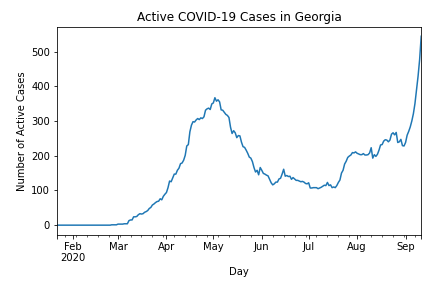 Active COVID-19 Cases in Georgia
Number of Active Cases
500
400
300
200
100
0
Feb Mar Apr May Jun Jul Aug Sep
2020
Day